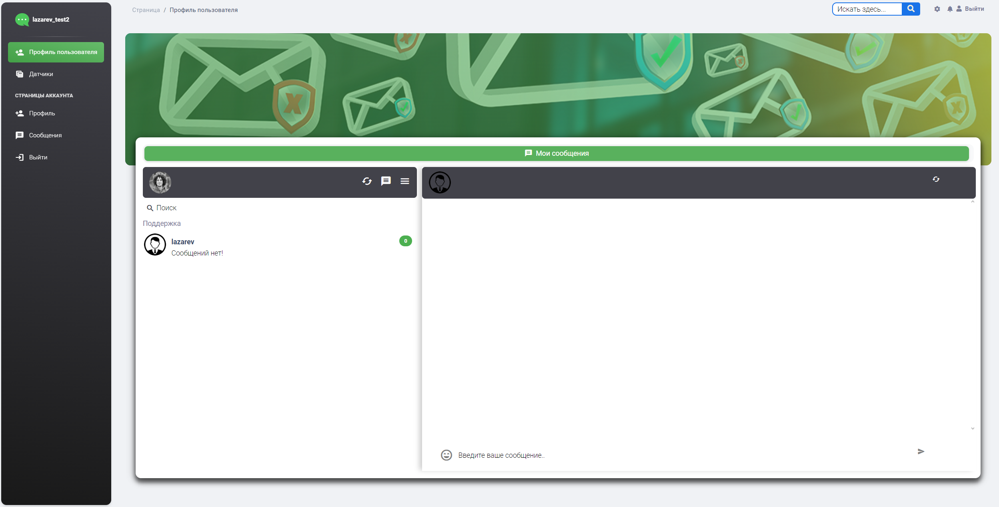 lazarev_test2
Профиль пользователя
Датчики
СТРАНИЦЫ АККАУНТА
Профиль
Сообщения
Выйти
Страница / Профиль пользователя
Искать здесь...
Выйти
Мои сообщения
Поиск
Поддержка
lazarev
0
Сообщений нет!
Введите ваше сообщение..